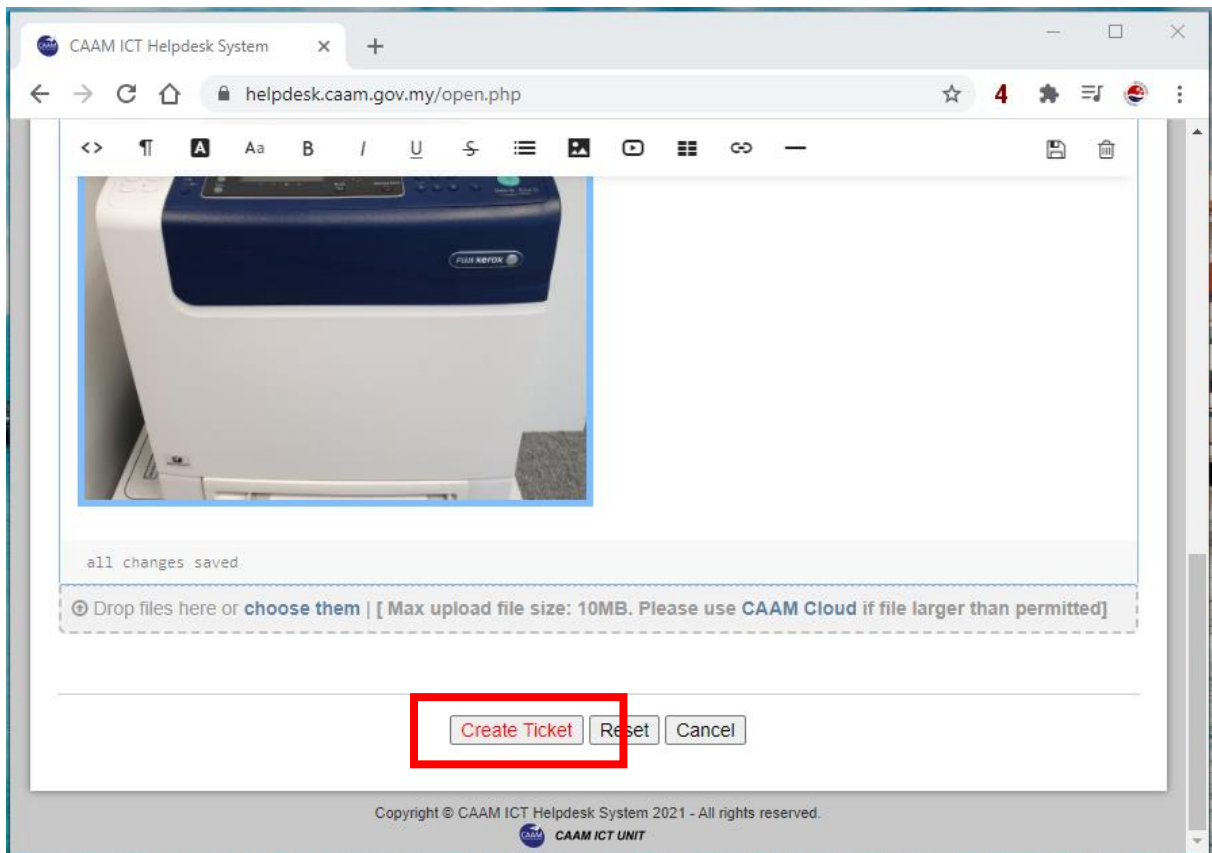 CAAM ICT Helpdesk System
helpdesk.caam.gov.my/open.php
4
<> ¶ A Aa B I U S
FUJI XEROX
all changes saved
Drop files here or choose them | [ Max upload file size: 10MB. Please use CAAM Cloud if file larger than permitted]
Create Ticket Reset Cancel
Copyright © CAAM ICT Helpdesk System 2021 - All rights reserved.
CAAM CAAM ICT UNIT